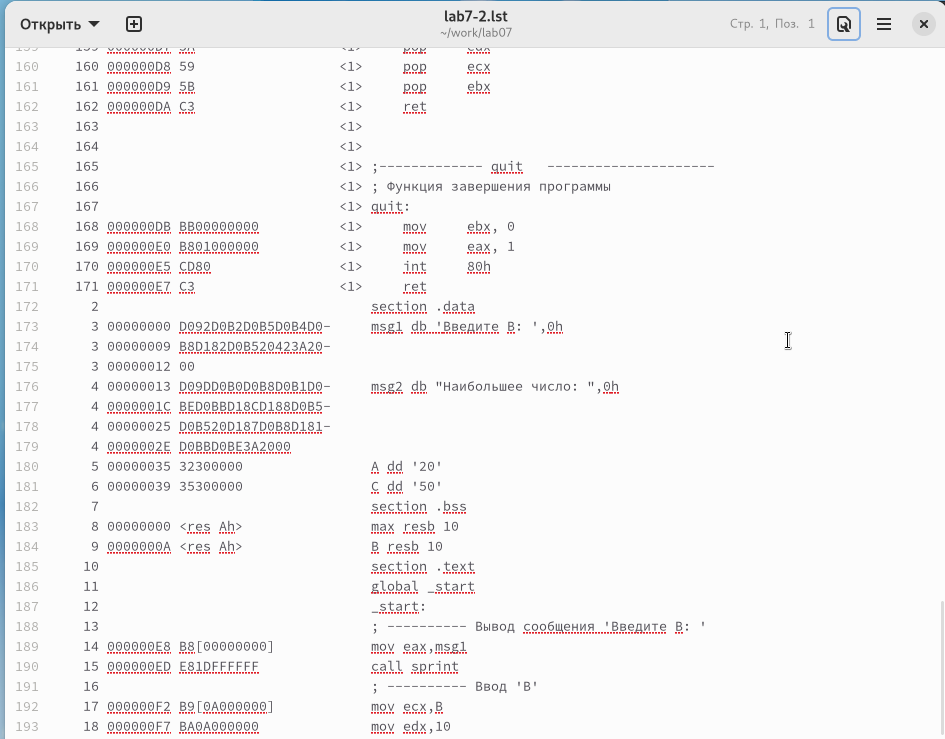 Открыть
lab7-2.lst
~/work/lab07
Стр. 1, Поз. 1
160 160 000000D8 59 <1> pop ecx
161 161 000000D9 5B <1> pop ebx
162 162 000000DA C3 <1> ret
163 163 <1>
164 164 <1>
165 165 <1> ;------------- quit ---------------------
166 166 <1> ; Функция завершения программы
167 167 <1> quit:
168 168 000000DB BB00000000 <1> mov ebx, 0
169 169 000000E0 B801000000 <1> mov eax, 1
170 170 000000E5 CD80 <1> int 80h
171 171 000000E7 C3 <1> ret
172 2 section .data
173 3 00000000 D092D0B2D0B5D0B4D0- msg1 db 'Введите B: ',0h
174 3 00000009 B8D182D0B520423A20-
175 3 00000012 00
176 4 00000013 D09DD0B0D0B8D0B1D0- msg2 db "Наибольшее число: ",0h
177 4 0000001C BED0BBD18CD188D0B5-
178 4 00000025 D0B520D187D0B8D181-
179 4 0000002E D0BBD0BE3A2000
180 5 00000035 32300000 A dd '20'
181 6 00000039 35300000 C dd '50'
182 7 section .bss
183 8 00000000 <res Ah> max resb 10
184 9 0000000A <res Ah> B resb 10
185 10 section .text
186 11 global _start
187 12 _start:
188 13 ; ---------- Вывод сообщения 'Введите B: '
189 14 000000E8 B8[00000000] mov eax,msg1
190 15 000000ED E81DFFFFFF call sprint
191 16 ; ---------- Ввод 'B'
192 17 000000F2 B9[0A000000] mov ecx,B
193 18 000000F7 BA0A000000 mov edx,10